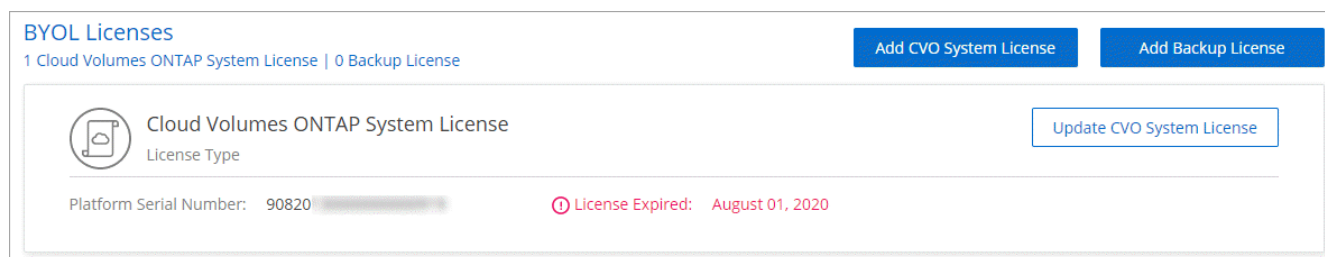 BYOL Licenses
1 Cloud Volumes ONTAP System License | 0 Backup License
Add CVO System License
Add Backup License
Cloud Volumes ONTAP System License
License Type
Update CVO System License
Platform Serial Number: 90820
License Expired: August 01, 2020